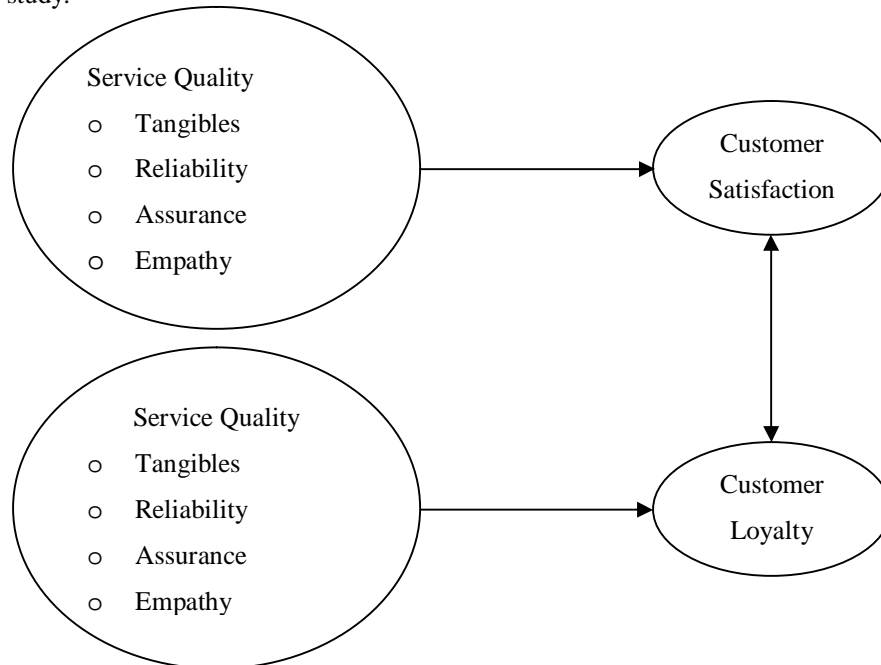 study.
Service Quality
o Tangibles
o Reliability
o Assurance
o Empathy
Customer
Satisfaction
Service Quality
o Tangibles
o Reliability
o Assurance
o Empathy
Customer
Loyalty